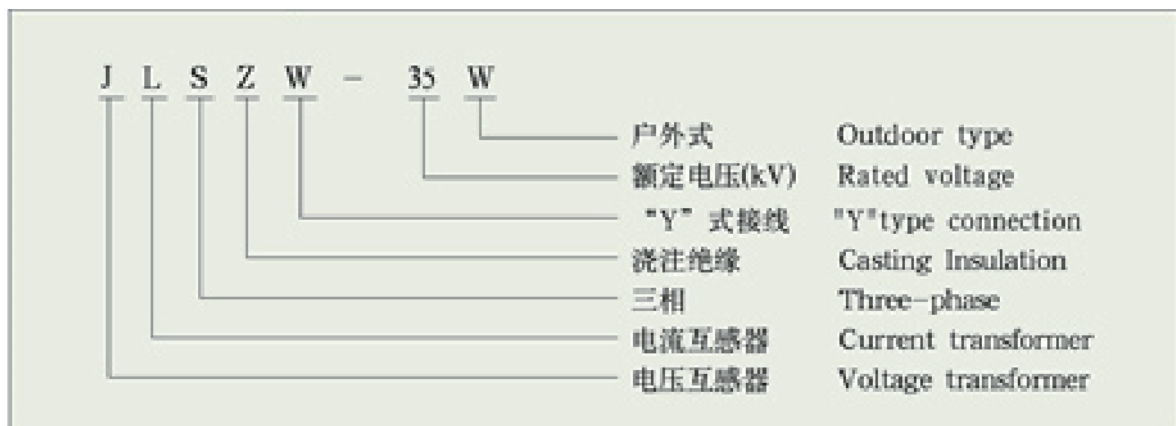 J L S Z W - 35 W
户外式 Outdoor type
额定电压(kV) Rated voltage
“Y”式接线 "Y"type connection
浇注绝缘 Casting Insulation
三相 Three-phase
电流互感器 Current transformer
电压互感器 Voltage transformer